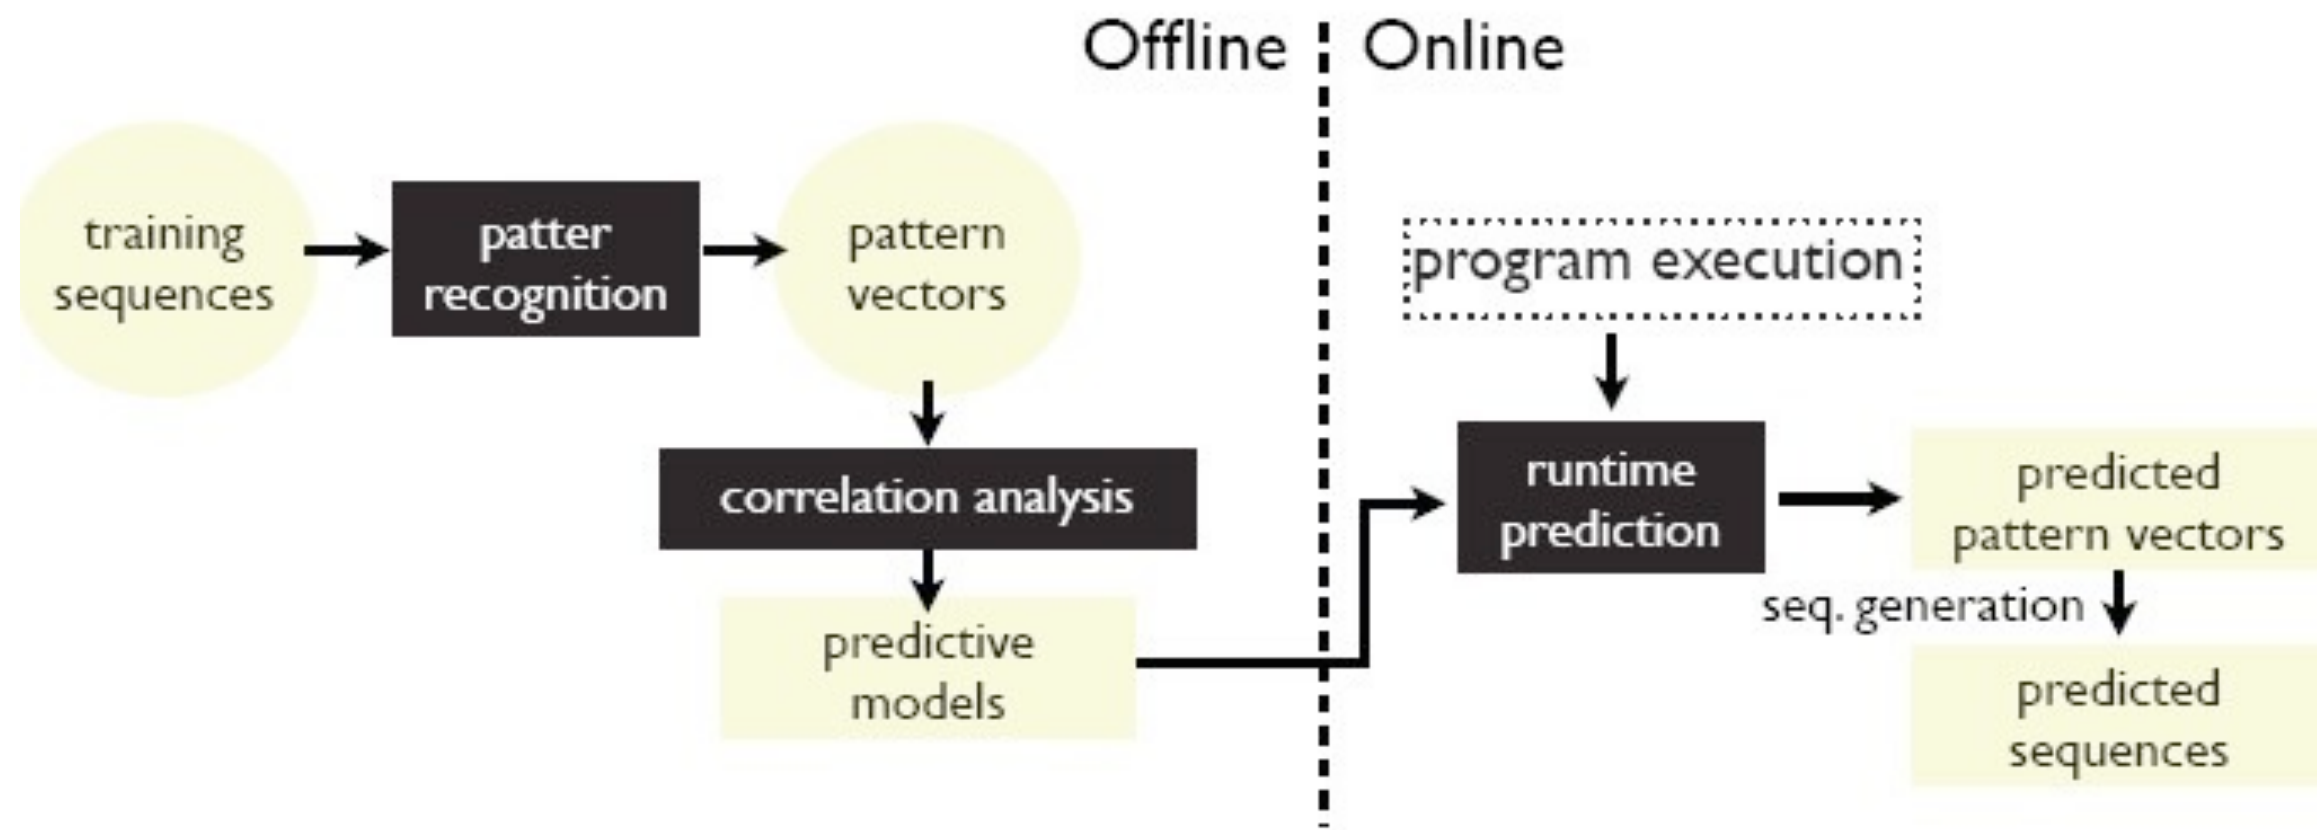 Offline
Online
training
sequences
patter
recognition
pattern
vectors
correlation analysis
predictive
models
program execution
runtime
prediction
predicted
pattern vectors
seq. generation
predicted
sequences